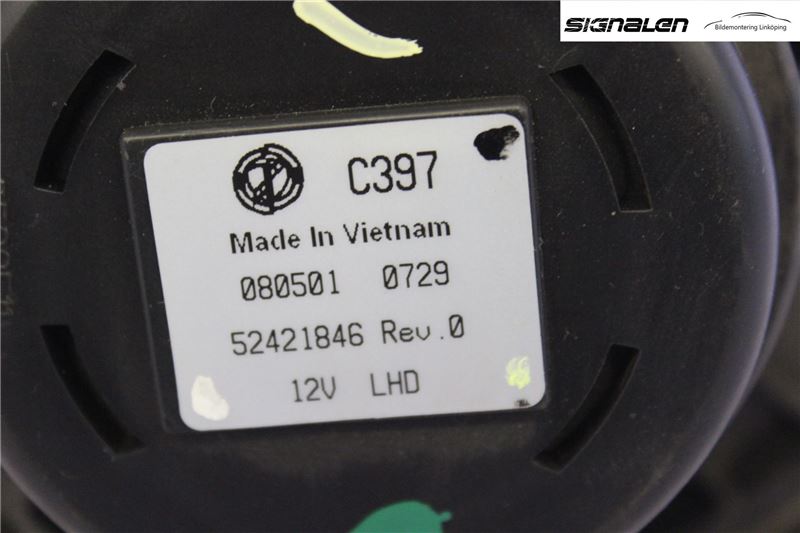 SIGNALEN
Bildemontering Linköping
C397
Made In Vietnam
080501 0729
52421846 Rev.0
12V LHD